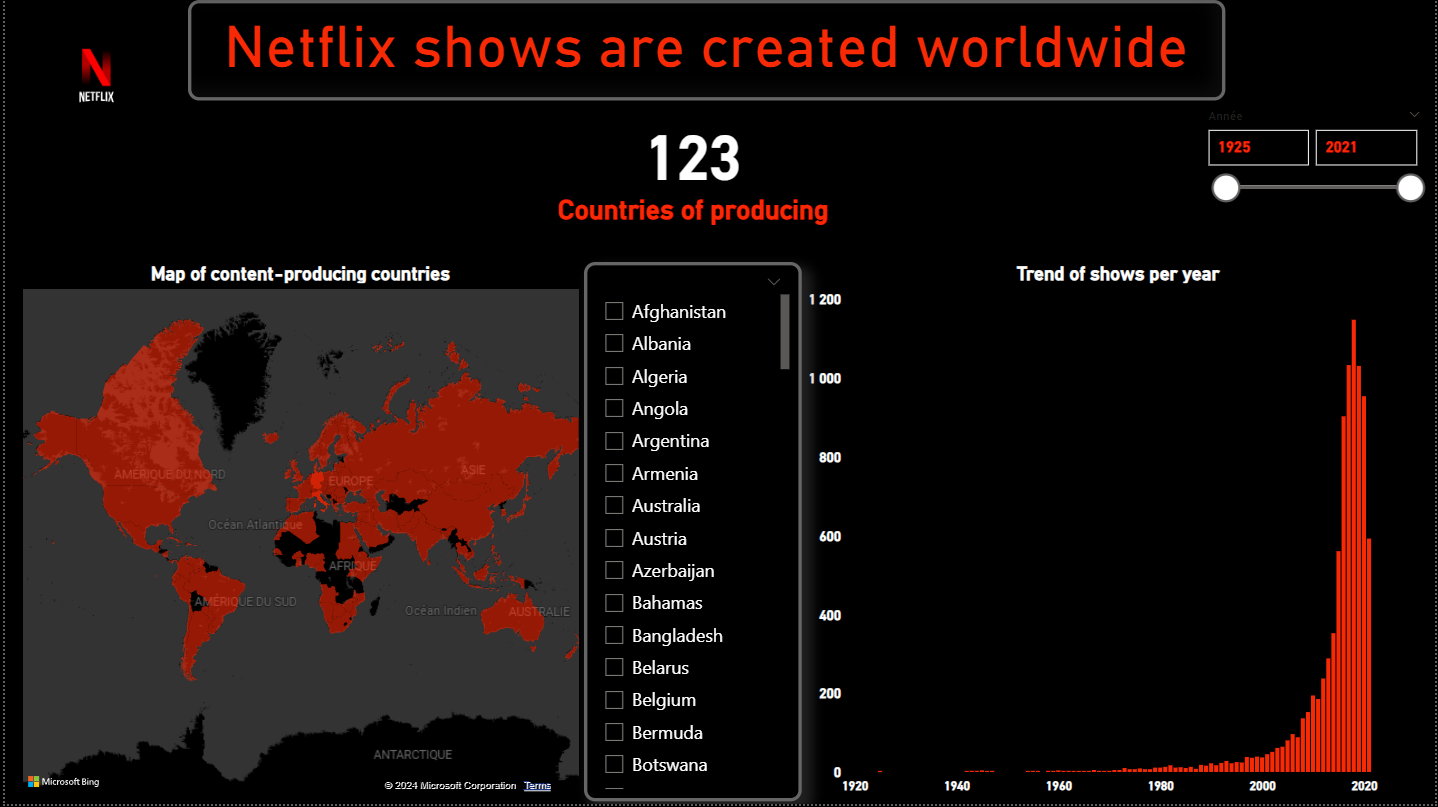 Netflix shows are created worldwide
NETFLIX
Année
1925
2021
123
Countries of producing
Map of content-producing countries
AMÉRIQUE DU NORD
EUROPE
ASIE
Océan Atlantique
AFRIQUE
AMÉRIQUE DU SUD
Océan Indien
AUSTRALIE
ANTARCTIQUE
Microsoft Bing
© 2024 Microsoft Corporation Terms
Afghanistan
Albania
Algeria
Angola
Argentina
Armenia
Australia
Austria
Azerbaijan
Bahamas
Bangladesh
Belarus
Belgium
Bermuda
Botswana
Trend of shows per year
1 200
1 000
800
600
400
200
0
1920
1940
1960
1980
2000
2020